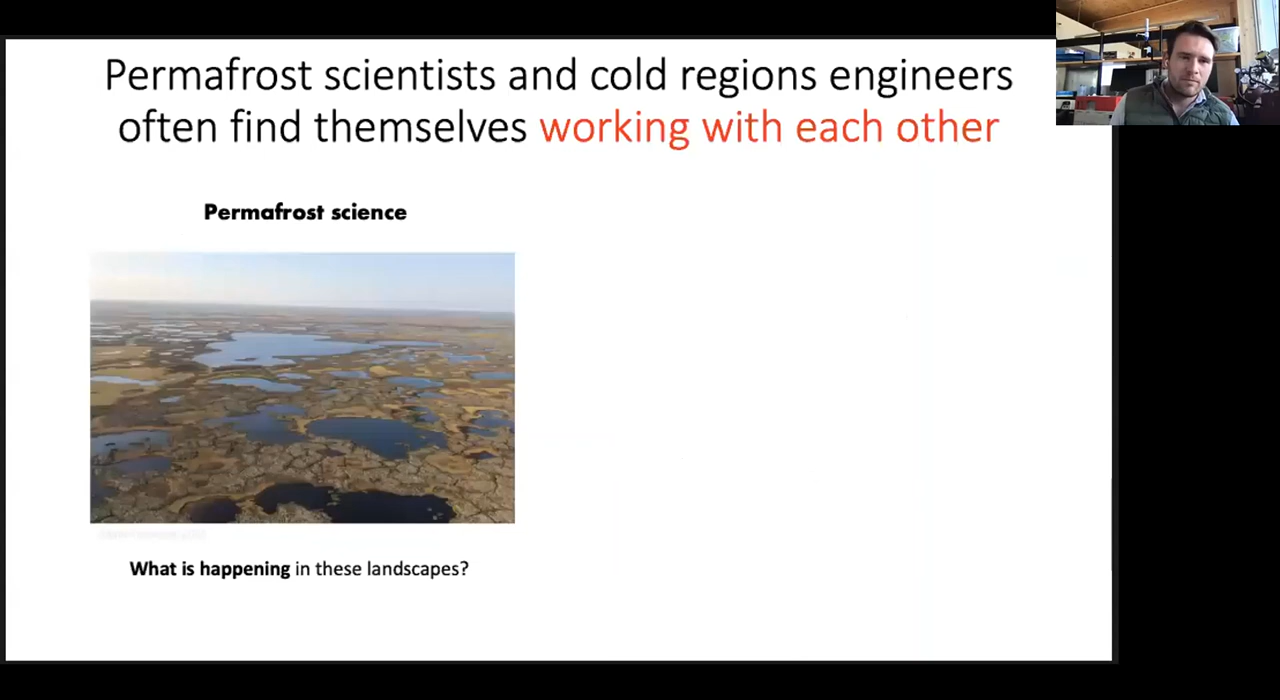 Permafrost scientists and cold regions engineers
often find themselves working with each other
Permafrost science
What is happening in these landscapes?